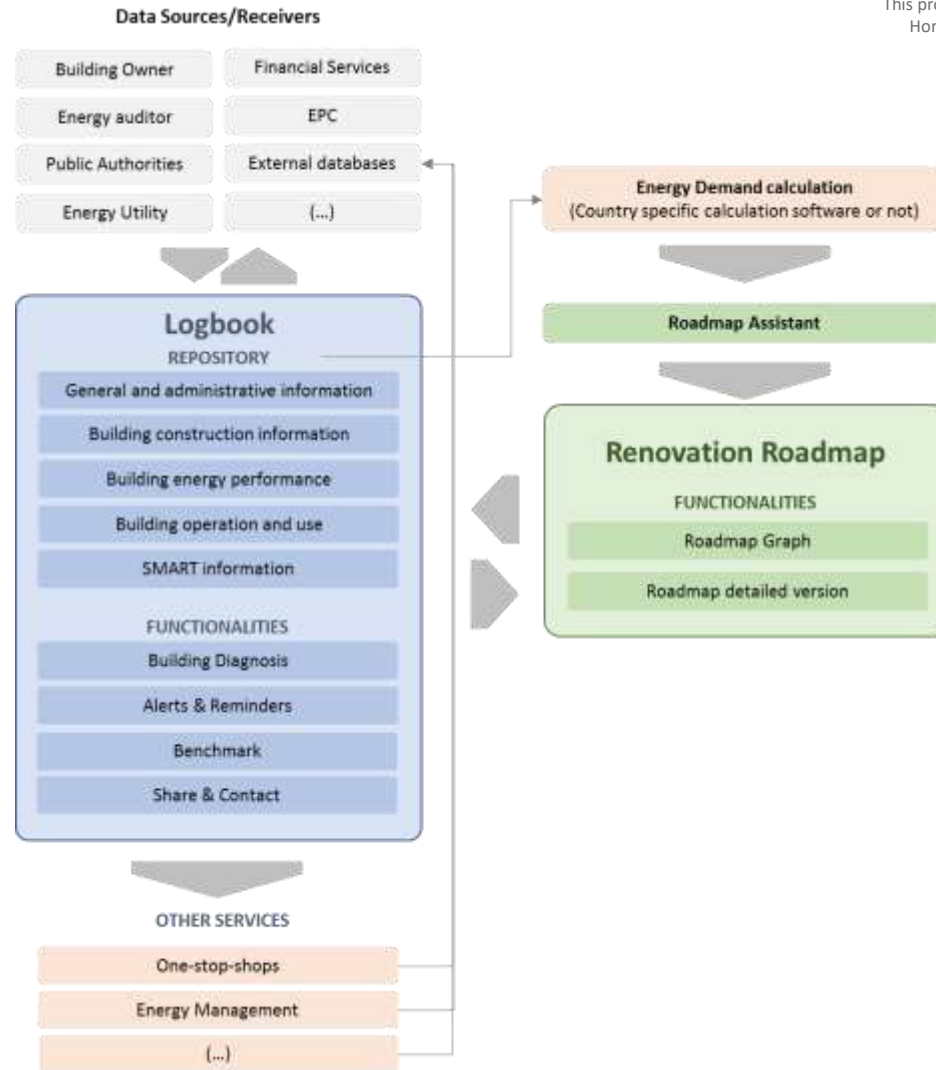 This pro
Hor
Data Sources/Receivers
Building Owner
Financial Services
Energy auditor
EPC
Public Authorities
External databases
Energy Utility
(...)
Energy Demand calculation
(Country specific calculation software or not)
Roadmap Assistant
Logbook
REPOSITORY
General and administrative information
Building construction information
Building energy performance
Building operation and use
SMART information
FUNCTIONALITIES
Building Diagnosis
Alerts & Reminders
Benchmark
Share & Contact
Renovation Roadmap
FUNCTIONALITIES
Roadmap Graph
Roadmap detailed version
OTHER SERVICES
One-stop-shops
Energy Management
(...)